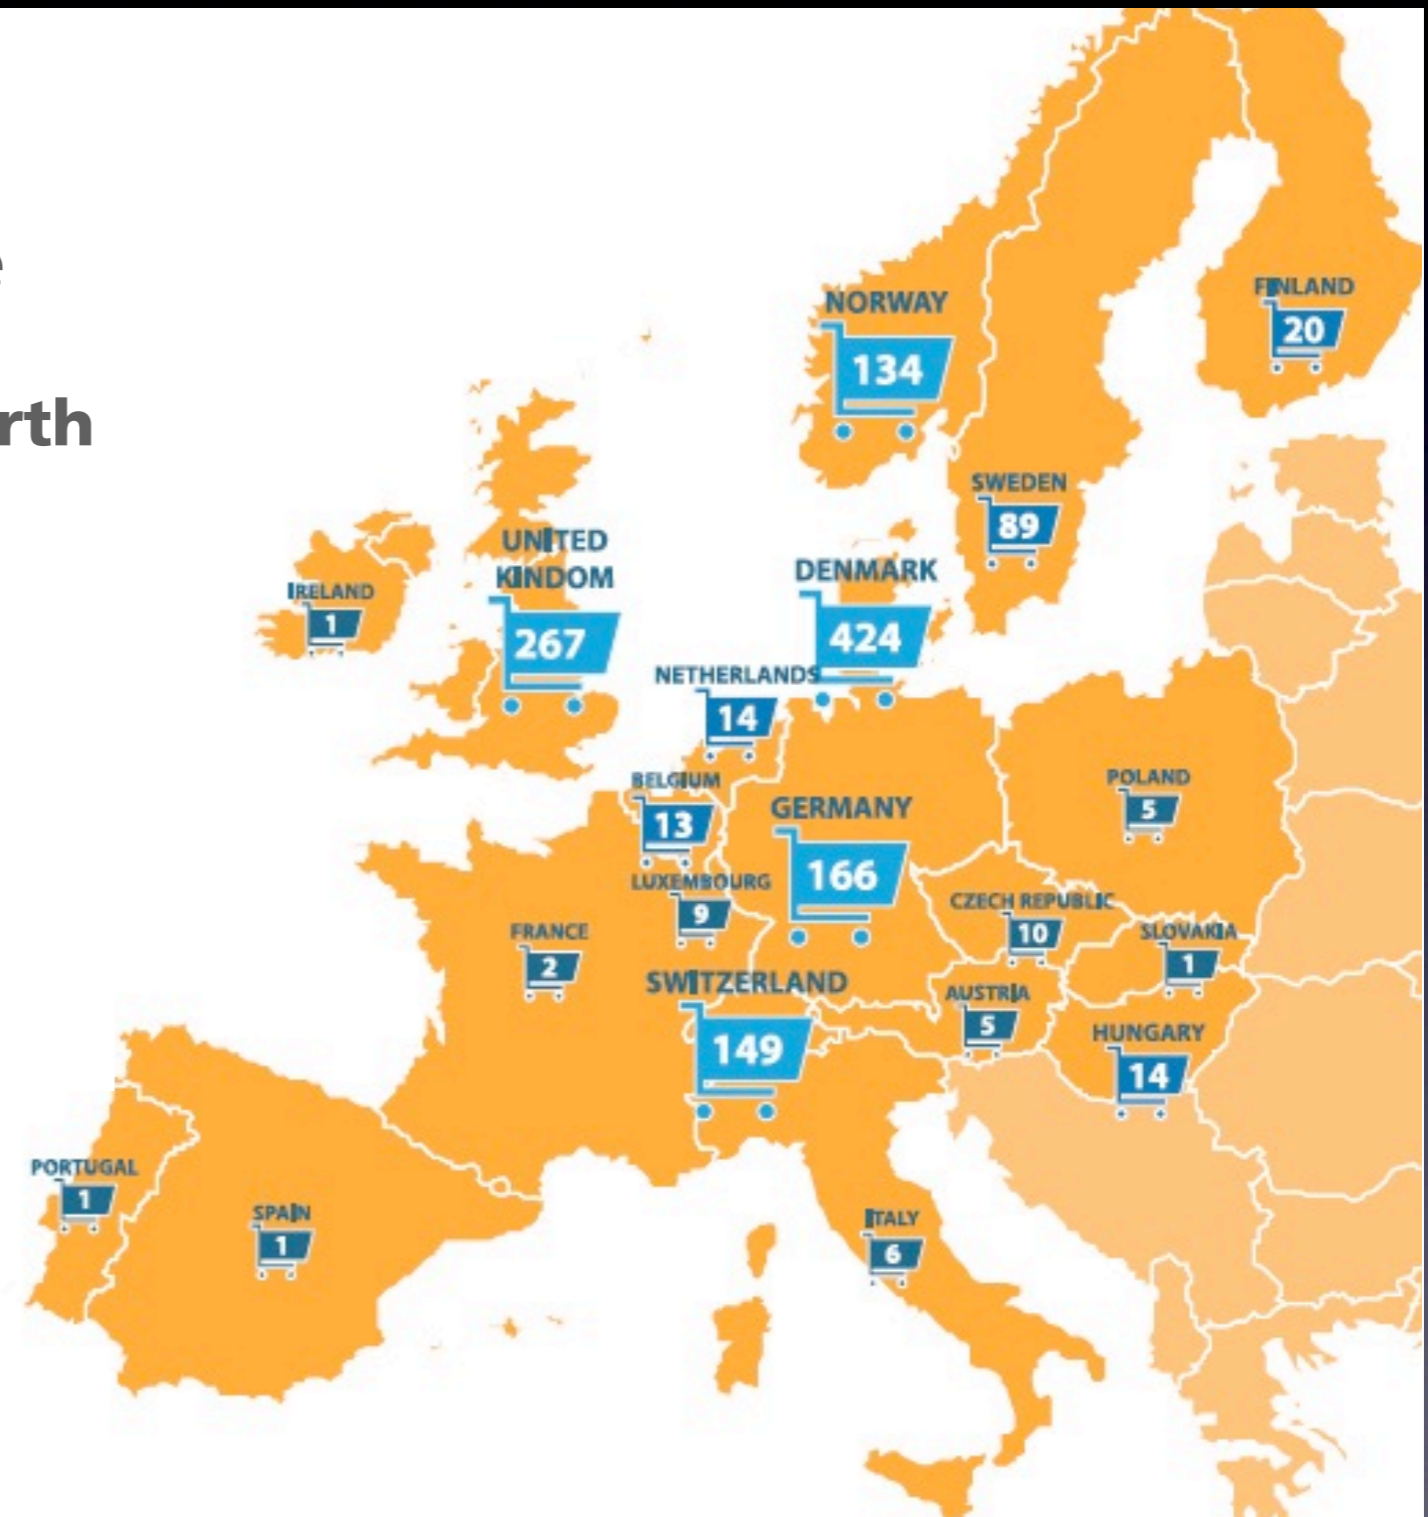 e
rth
NORWAY
134
FINLAND
20
SWEDEN
89
UNITED
KINDOM
267
IRELAND
1
DENMARK
424
NETHERLANDS
14
BELGIUM
13
GERMANY
166
POLAND
5
LUXEMBOURG
9
CZECH REPUBLIC
10
SLOVAKIA
1
FRANCE
2
SWITZERLAND
149
AUSTRIA
5
HUNGARY
14
PORTUGAL
1
SPAIN
1
ITALY
6